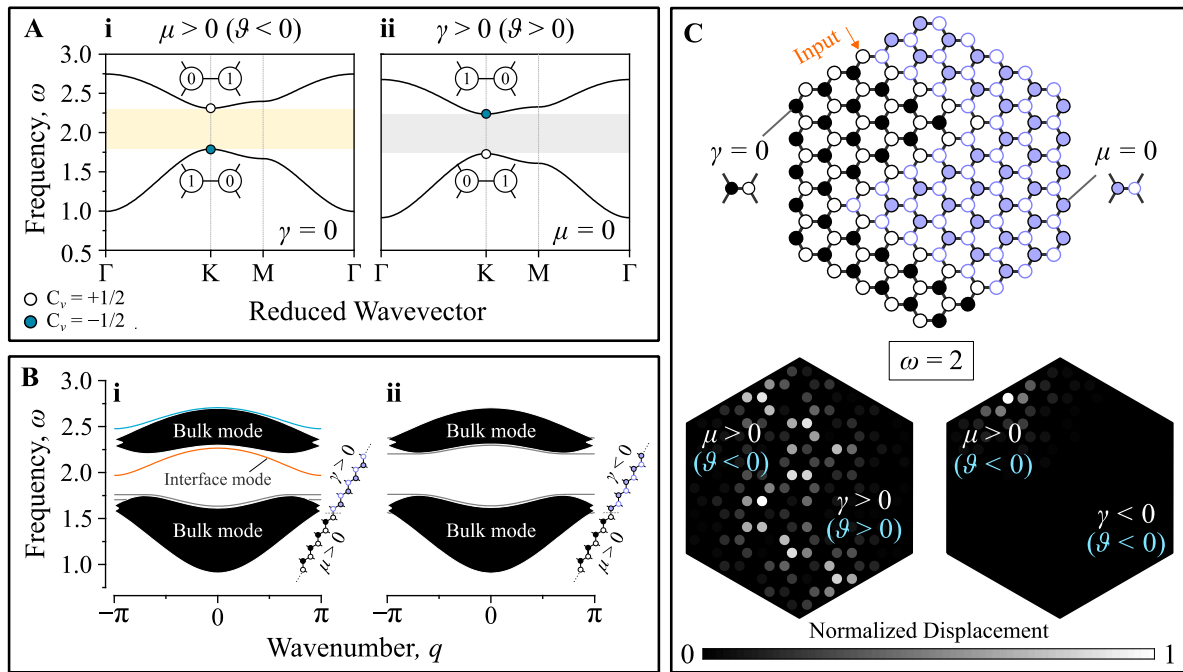 A
i
μ > 0 (ϑ < 0)
ii
γ > 0 (ϑ > 0)
Frequency, ω
3.0
2.5
2.0
1.5
1.0
0.5
0 1
1 0
γ = 0
1 0
0 1
μ = 0
Γ K M Γ
Γ K M Γ
Reduced Wavevector
Cᵥ = +1/2
Cᵥ = −1/2 .
B
i
ii
Frequency, ω
3.0
2.5
2.0
1.5
1.0
Bulk mode
Interface mode
Bulk mode
μ > 0
γ > 0
Bulk mode
Bulk mode
μ > 0
γ < 0
−π 0 π
−π 0 π
Wavenumber, q
C
Input
γ = 0
μ = 0
ω = 2
μ > 0
(ϑ < 0)
γ > 0
(ϑ > 0)
μ > 0
(ϑ < 0)
γ < 0
(ϑ < 0)
Normalized Displacement
0 1